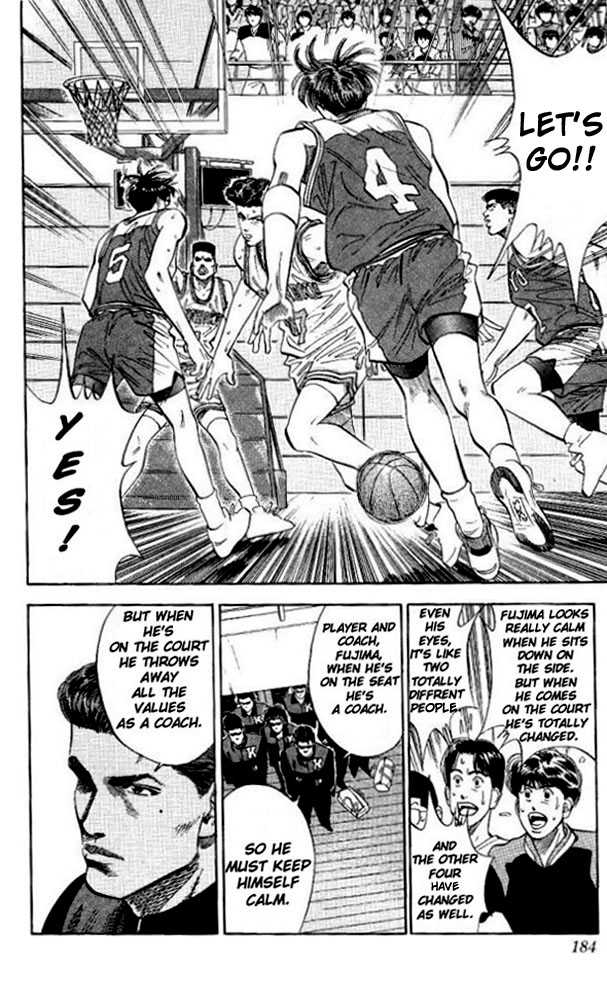 LET'S
GO!!
4
5
YES!
FUJIMA LOOKS
REALLY CALM
WHEN HE SITS
DOWN ON
THE SIDE.
BUT WHEN
HE COMES
ON THE COURT
HE'S TOTALLY
CHANGED.
EVEN
HIS
EYES,
IT'S LIKE
TWO
TOTALLY
DIFFRENT
PEOPLE.
AND
THE OTHER
FOUR
HAVE
CHANGED
AS WELL.
PLAYER AND
COACH,
FUJIMA,
WHEN HE'S
ON THE SEAT
HE'S
A COACH.
K
SO HE
MUST KEEP
HIMSELF
CALM.
BUT WHEN
HE'S
ON THE COURT
HE THROWS
AWAY
ALL THE
VALUES
AS A COACH.
184